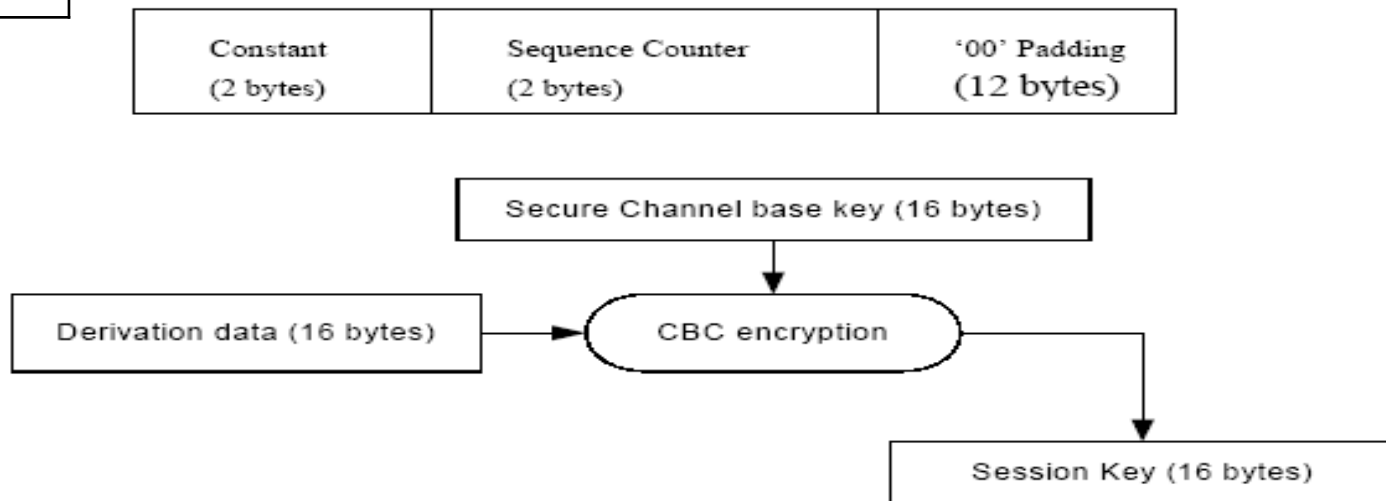 Constant
(2 bytes)
Sequence Counter
(2 bytes)
‘00’ Padding
(12 bytes)
Secure Channel base key (16 bytes)
Derivation data (16 bytes)
CBC encryption
Session Key (16 bytes)